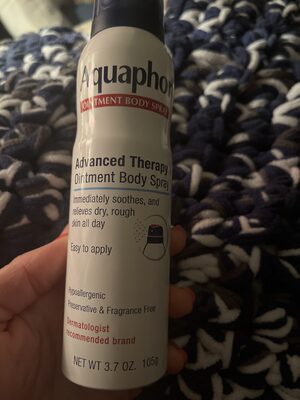 Aquaphor
OINTMENT BODY SPRAY
Advanced Therapy
Ointment Body Spray
Immediately soothes, and
relieves dry, rough
skin all day
Easy to apply
Hypoallergenic
Preservative & Fragrance Free
Dermatologist
recommended brand
NET WT 3.7 OZ. 105g